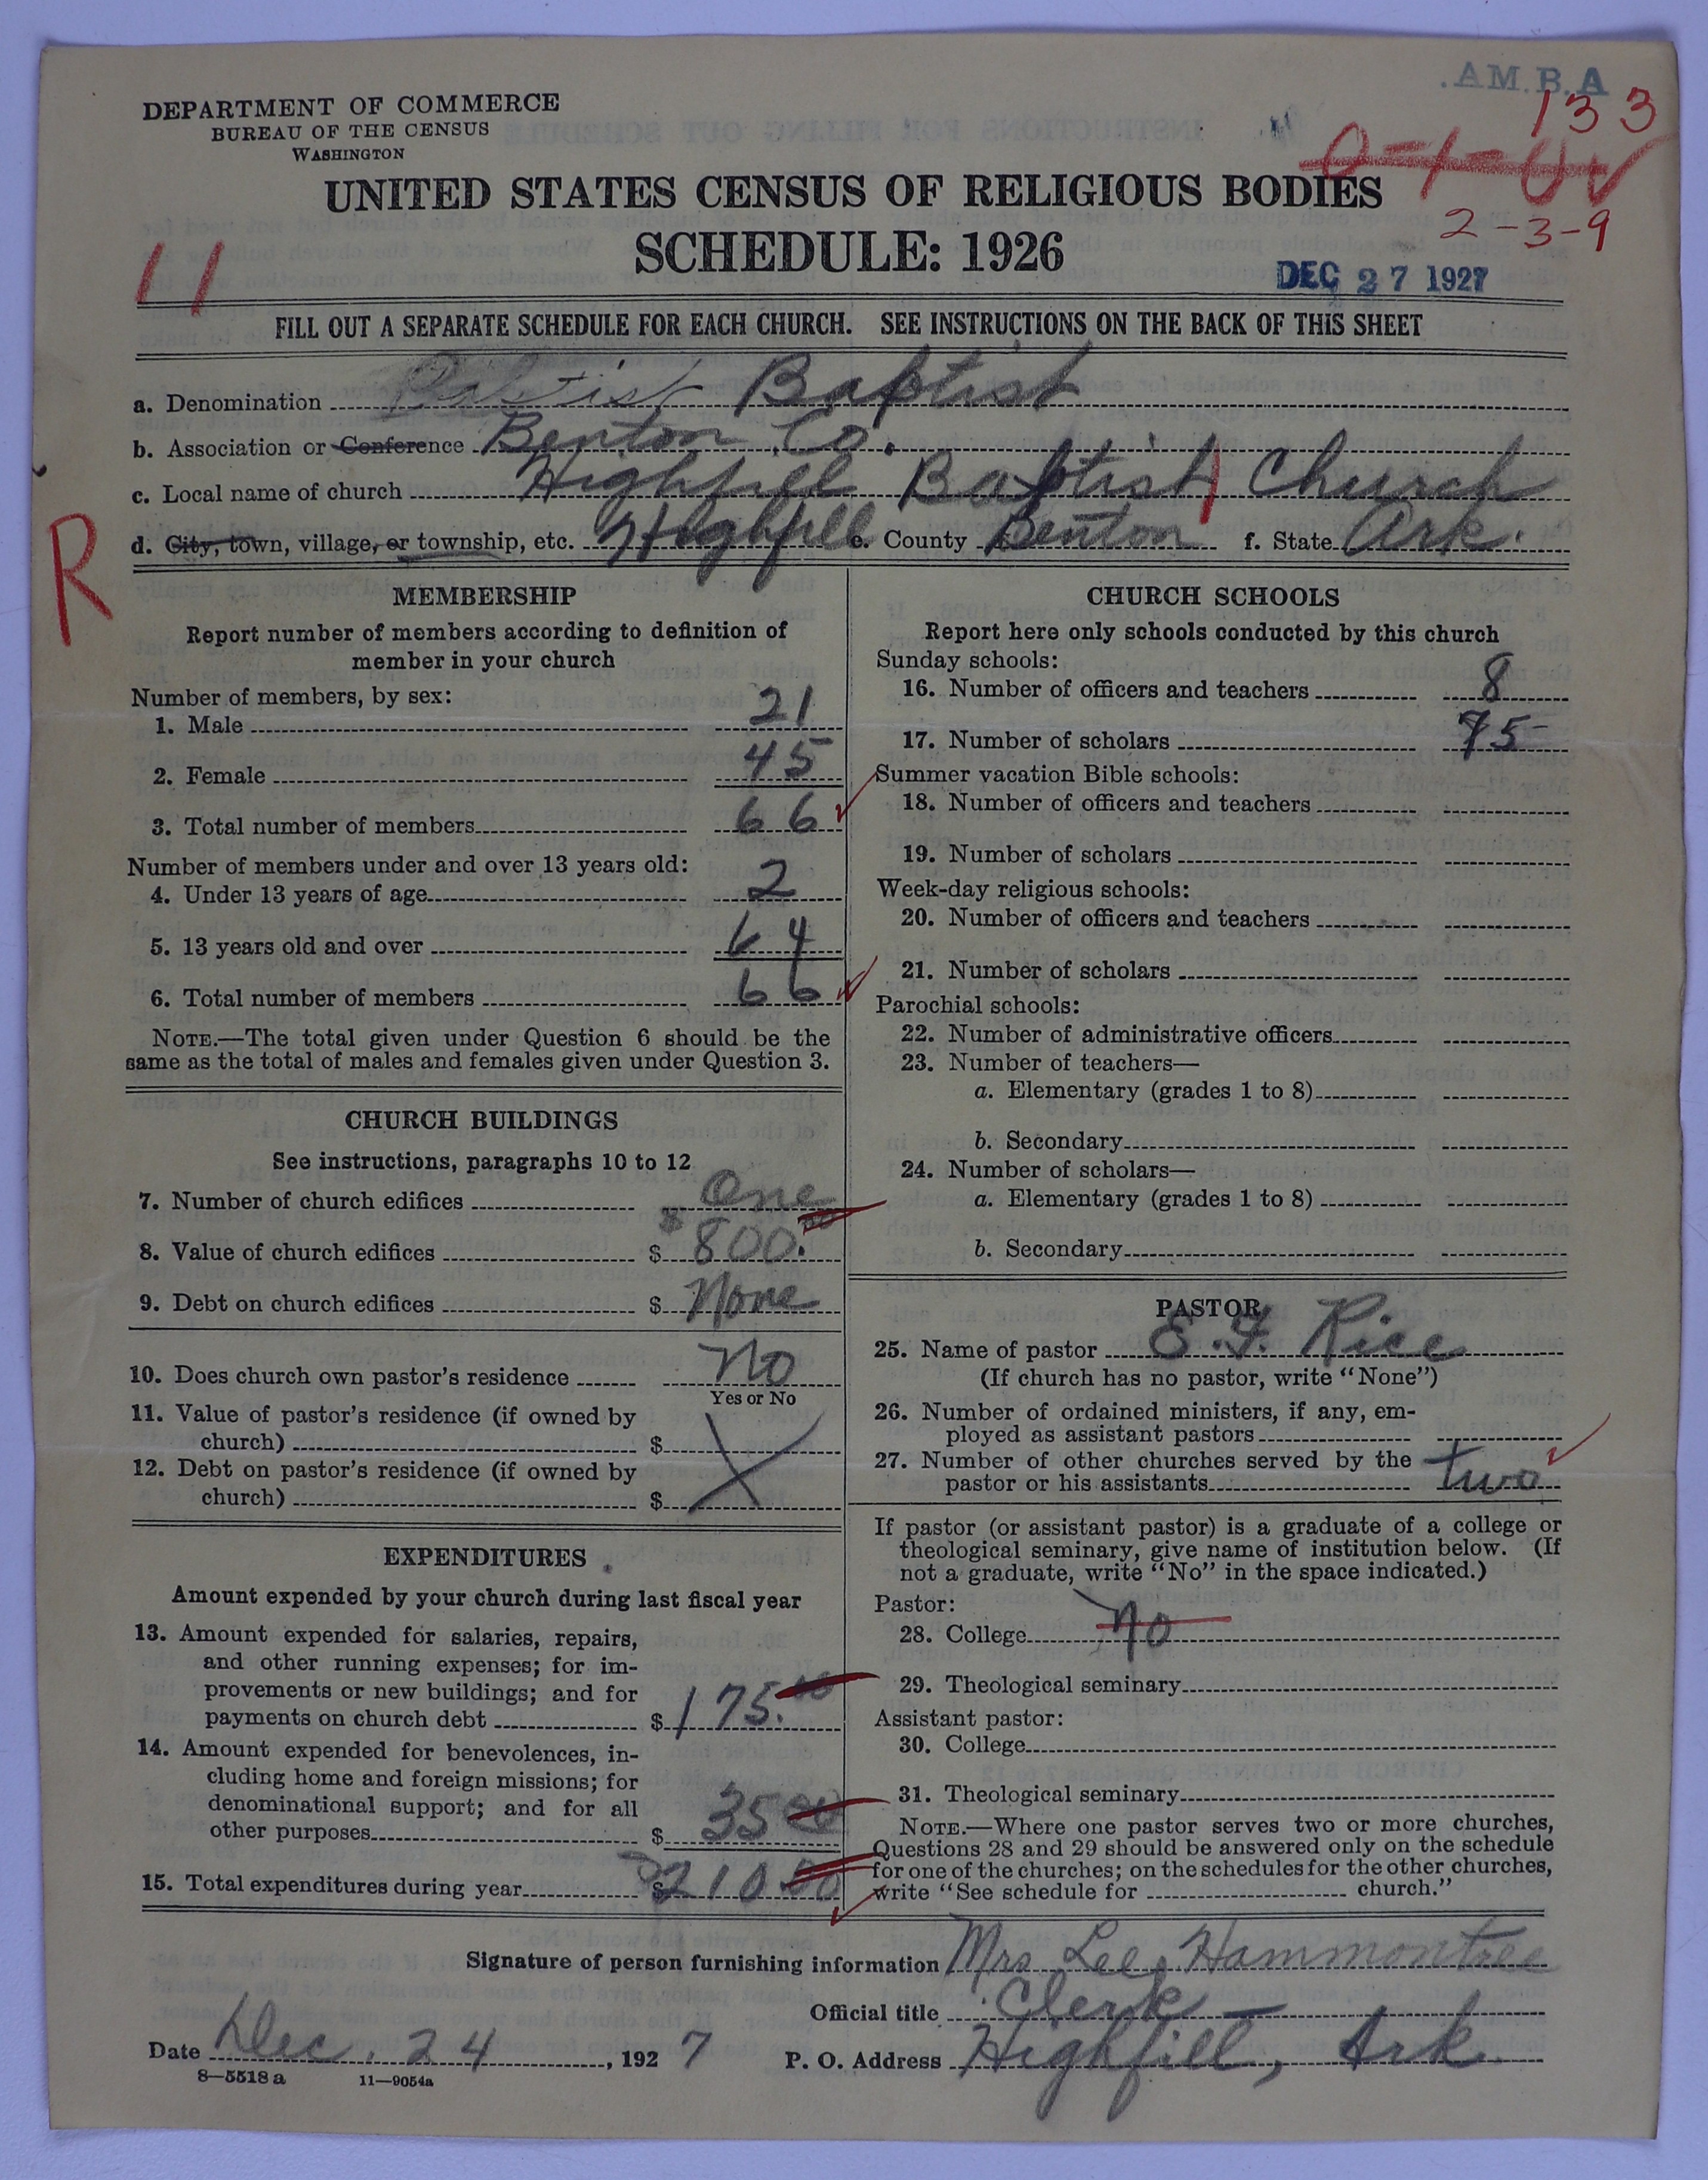 .AM.B.A
133
DEPARTMENT OF COMMERCE
BUREAU OF THE CENSUS
WASHINGTON
UNITED STATES CENSUS OF RELIGIOUS BODIES
2-3-9
SCHEDULE: 1926
11
DEC 27 1927
FILL OUT A SEPARATE SCHEDULE FOR EACH CHURCH. SEE INSTRUCTIONS ON THE BACK OF THIS SHEET
a. Denomination Baptist Baptist
b. Association or Conference Benton Co.
c. Local name of church Highfill Baptist Church
d. City, town, village, or township, etc. Highfill e. County Benton f. State Ark.
R
MEMBERSHIP
Report number of members according to definition of
member in your church
Number of members, by sex:
1. Male 21
2. Female 45
3. Total number of members 66
Number of members under and over 13 years old:
4. Under 13 years of age 2
5. 13 years old and over 64
6. Total number of members 66
NOTE.—The total given under Question 6 should be the
same as the total of males and females given under Question 3.
CHURCH BUILDINGS
See instructions, paragraphs 10 to 12
7. Number of church edifices One
8. Value of church edifices $ $800.00
9. Debt on church edifices $ None
10. Does church own pastor's residence No
Yes or No
11. Value of pastor's residence (if owned by
church) $
12. Debt on pastor's residence (if owned by
church) $
X
EXPENDITURES
Amount expended by your church during last fiscal year
13. Amount expended for salaries, repairs,
and other running expenses; for im-
provements or new buildings; and for
payments on church debt $ 175.00
14. Amount expended for benevolences, in-
cluding home and foreign missions; for
denominational support; and for all
other purposes $ 35 00
15. Total expenditures during year $ 210 00
CHURCH SCHOOLS
Report here only schools conducted by this church
Sunday schools:
16. Number of officers and teachers 8
17. Number of scholars 75
Summer vacation Bible schools:
18. Number of officers and teachers
19. Number of scholars
Week-day religious schools:
20. Number of officers and teachers
21. Number of scholars
Parochial schools:
22. Number of administrative officers
23. Number of teachers—
a. Elementary (grades 1 to 8)
b. Secondary
24. Number of scholars—
a. Elementary (grades 1 to 8)
b. Secondary
PASTOR
25. Name of pastor E. F. Rice
(If church has no pastor, write "None")
26. Number of ordained ministers, if any, em-
ployed as assistant pastors
27. Number of other churches served by the
pastor or his assistants two
If pastor (or assistant pastor) is a graduate of a college or
theological seminary, give name of institution below. (If
not a graduate, write "No" in the space indicated.)
Pastor:
28. College No
29. Theological seminary
Assistant pastor:
30. College
31. Theological seminary
NOTE.—Where one pastor serves two or more churches,
Questions 28 and 29 should be answered only on the schedule
for one of the churches; on the schedules for the other churches,
write "See schedule for church."
Signature of person furnishing information Mrs Lee Hammontree
Official title Clerk
Date Dec. 24, 1927 P. O. Address Highfill, Ark.
8—5518 a 11—9054a